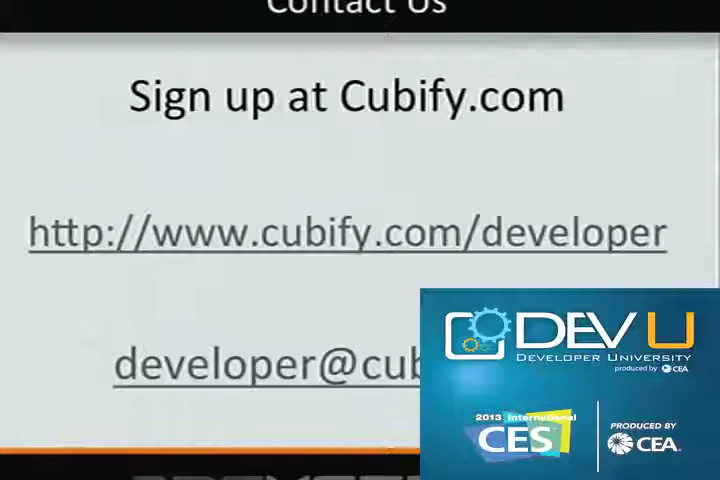 Contact Us
Sign up at Cubify.com
http://www.cubify.com/developer
developer@cub
DEV U
DEVELOPER UNIVERSITY
produced by CEA
2013 International
CES
PRODUCED BY
CEA